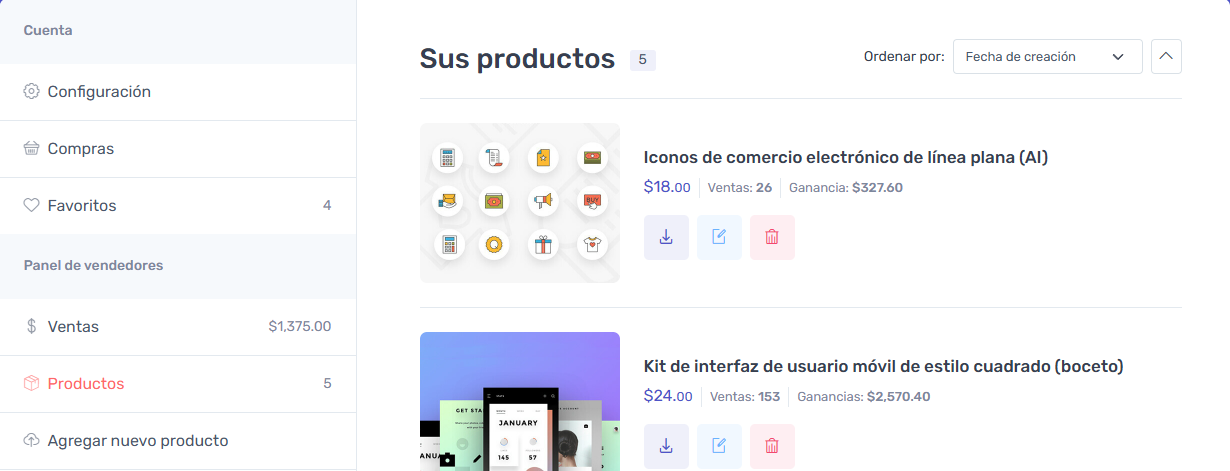 Cuenta
Configuración
Compras
Favoritos 4
Panel de vendedores
Ventas $1,375.00
Productos 5
Agregar nuevo producto
Sus productos 5
Ordenar por: Fecha de creación
BUY
Iconos de comercio electrónico de línea plana (AI)
$18.00 Ventas: 26 Ganancia: $327.60
GET STA
JANUARY
145 57
Kit de interfaz de usuario móvil de estilo cuadrado (boceto)
$24.00 Ventas: 153 Ganancias: $2,570.40